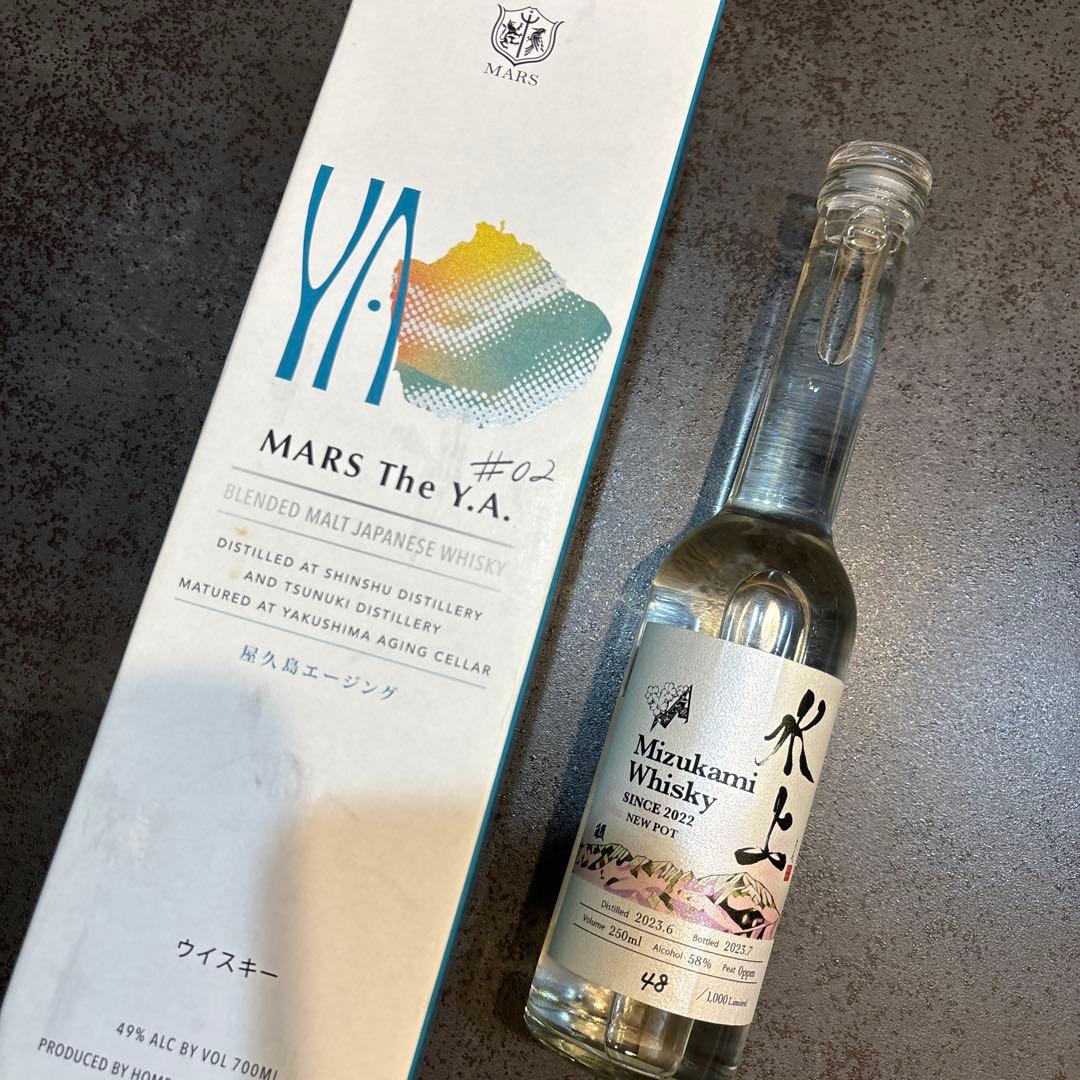 MARS
YA
MARS The Y.A.
#02
BLENDED MALT JAPANESE WHISKY
DISTILLED AT SHINSHU DISTILLERY
AND TSUNUKI DISTILLERY
MATURED AT YAKUSHIMA AGING CELLAR
屋久島エージング
ウイスキー
49% ALC BY VOL 700ML
PRODUCED BY
水上
Mizukami
Whisky
SINCE 2022
NEW POT
Distilled 2023.6 Bottled 2023.7
Volume 250ml Alcohol 58% Peat 0ppm
48 /1,000 Limited